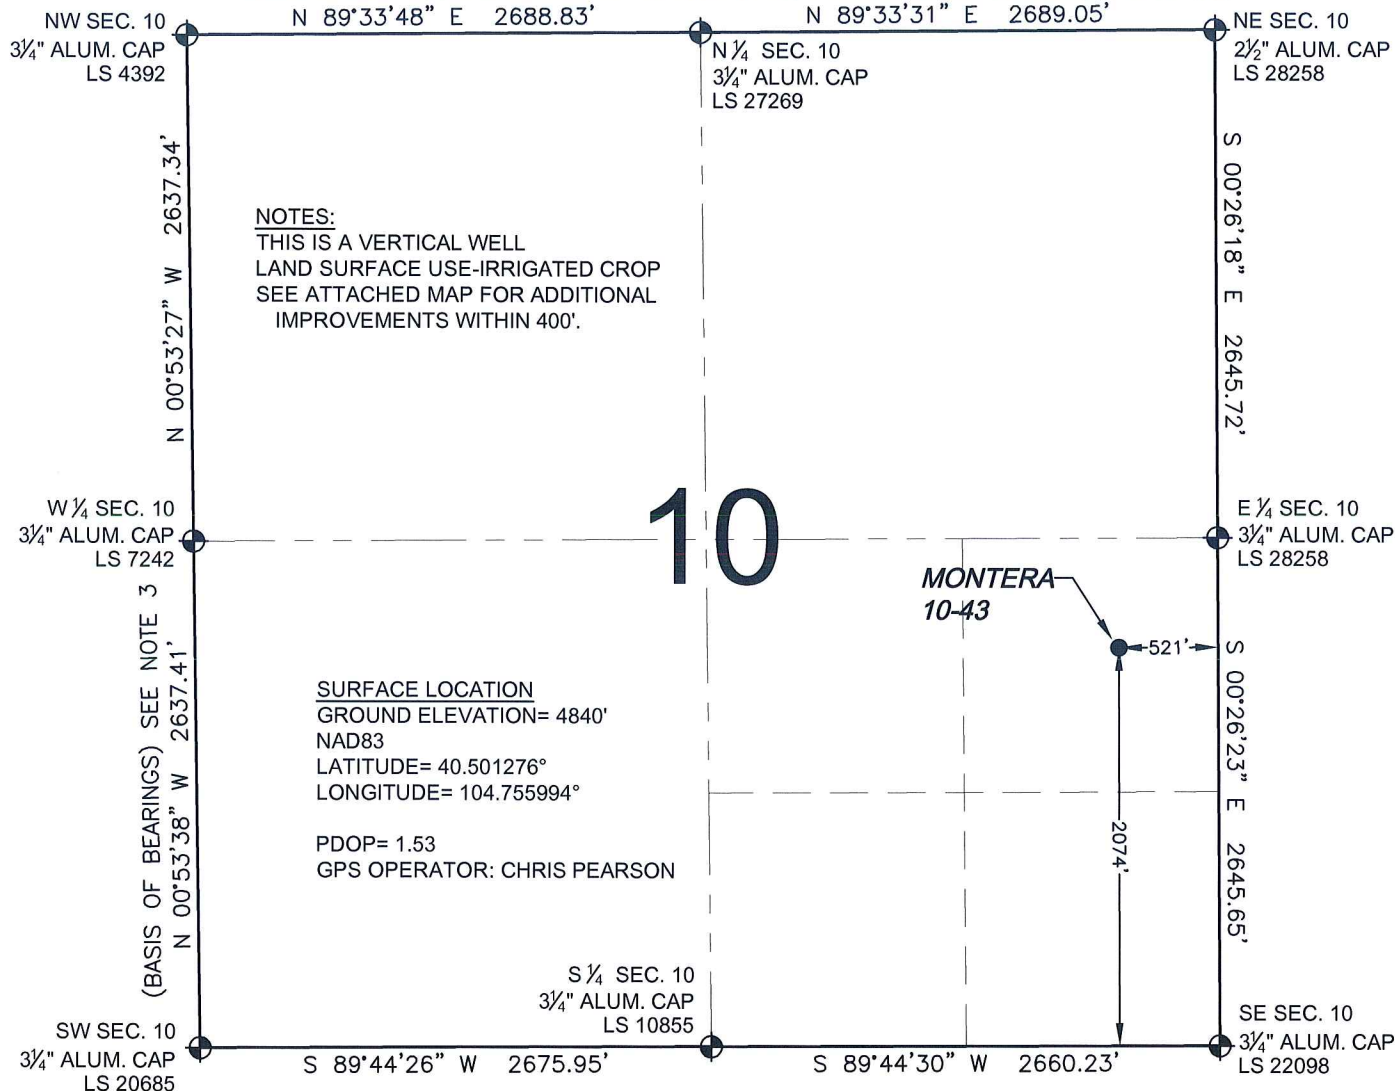 NW SEC. 10
3¼" ALUM. CAP
LS 4392
N 89°33'48" E 2688.83'
N ¼ SEC. 10
3¼" ALUM. CAP
LS 27269
N 89°33'31" E 2689.05'
NE SEC. 10
2½" ALUM. CAP
LS 28258
N 00°53'27" W 2637.34'
NOTES:
THIS IS A VERTICAL WELL
LAND SURFACE USE-IRRIGATED CROP
SEE ATTACHED MAP FOR ADDITIONAL
IMPROVEMENTS WITHIN 400'.
S 00°26'18" E 2645.72'
W ¼ SEC. 10
3¼" ALUM. CAP
LS 7242
10
E ¼ SEC. 10
3¼" ALUM. CAP
LS 28258
MONTERA
10-43
521'
2074'
(BASIS OF BEARINGS) SEE NOTE 3
N 00°53'38" W 2637.41'
SURFACE LOCATION
GROUND ELEVATION= 4840'
NAD83
LATITUDE= 40.501276°
LONGITUDE= 104.755994°
PDOP= 1.53
GPS OPERATOR: CHRIS PEARSON
S 00°26'23" E 2645.65'
SW SEC. 10
3¼" ALUM. CAP
LS 20685
S 89°44'26" W 2675.95'
S ¼ SEC. 10
3¼" ALUM. CAP
LS 10855
S 89°44'30" W 2660.23'
SE SEC. 10
3¼" ALUM. CAP
LS 22098